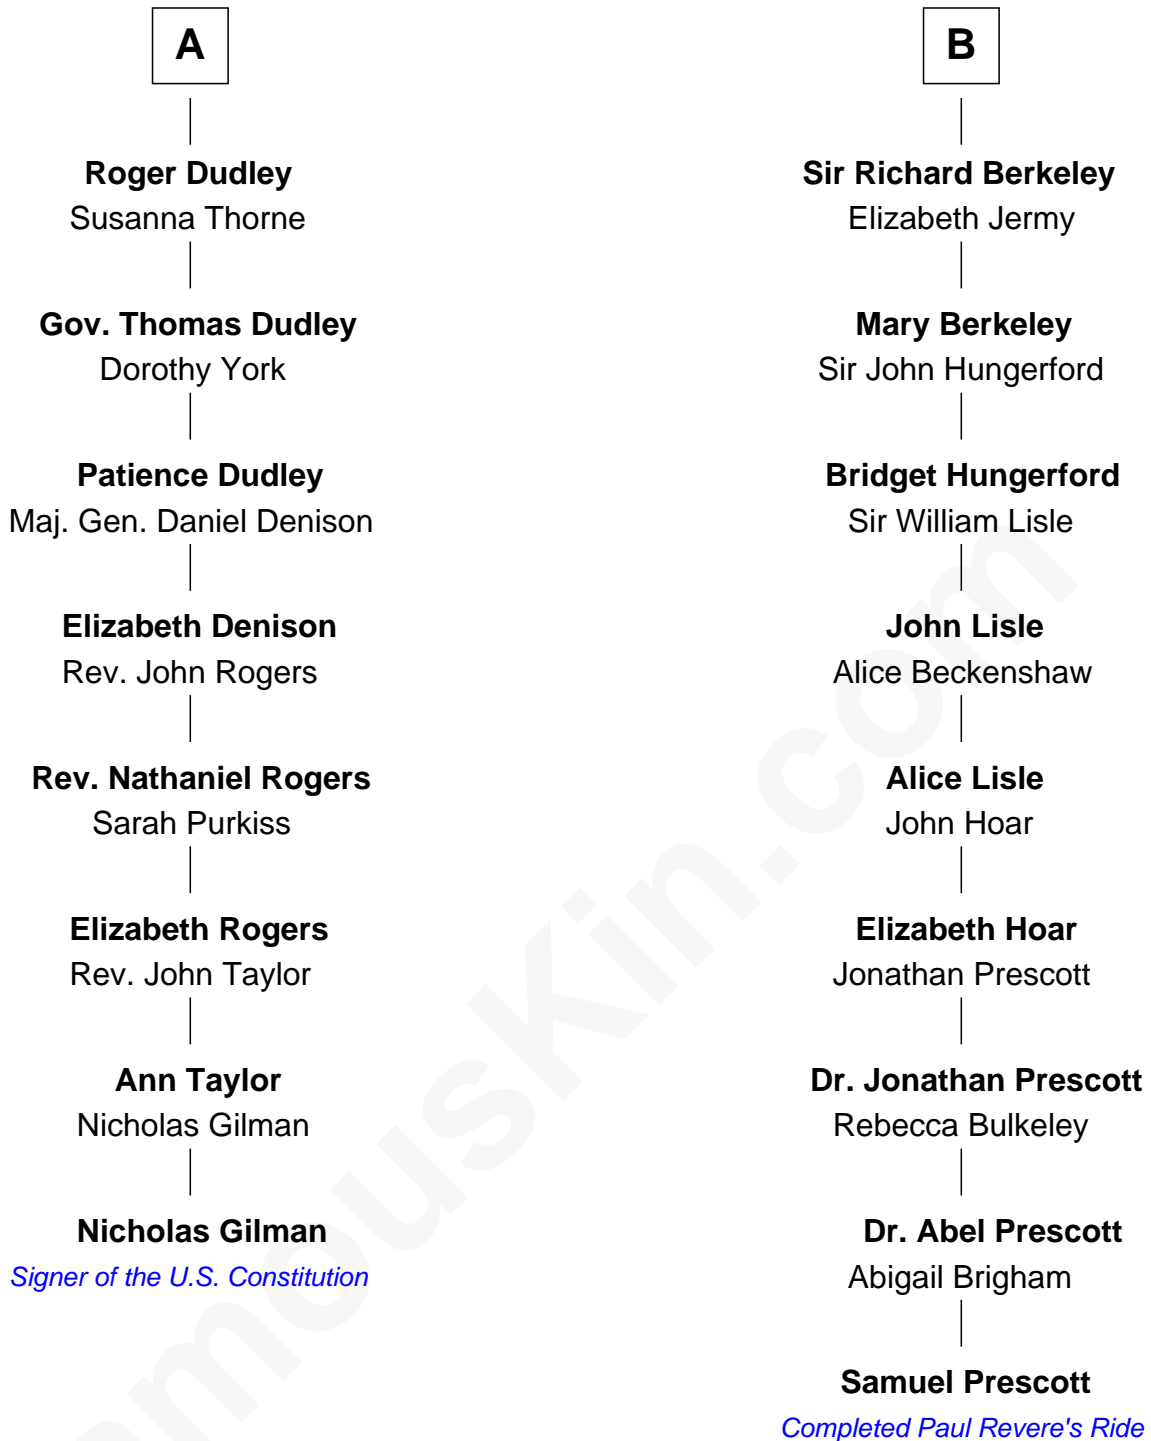 A
Roger Dudley
Susanna Thorne
Gov. Thomas Dudley
Dorothy York
Patience Dudley
Maj. Gen. Daniel Denison
Elizabeth Denison
Rev. John Rogers
Rev. Nathaniel Rogers
Sarah Purkiss
Elizabeth Rogers
Rev. John Taylor
Ann Taylor
Nicholas Gilman
Nicholas Gilman
Signer of the U.S. Constitution
B
Sir Richard Berkeley
Elizabeth Jermy
Mary Berkeley
Sir John Hungerford
Bridget Hungerford
Sir William Lisle
John Lisle
Alice Beckenshaw
Alice Lisle
John Hoar
Elizabeth Hoar
Jonathan Prescott
Dr. Jonathan Prescott
Rebecca Bulkeley
Dr. Abel Prescott
Abigail Brigham
Samuel Prescott
Completed Paul Revere's Ride
amouskin.com